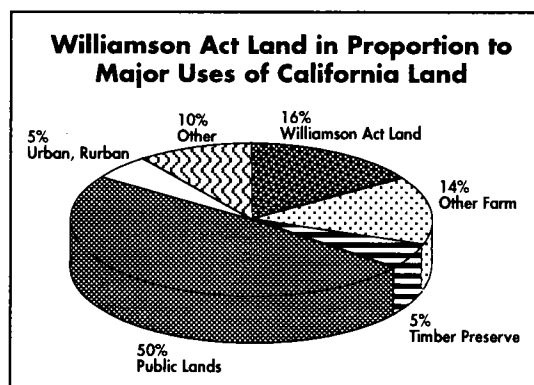 Williamson Act Land in Proportion to
Major Uses of California Land
16%
Williamson Act Land
14%
Other Farm
5%
Timber Preserve
50%
Public Lands
5%
Urban, Rurban
10%
Other